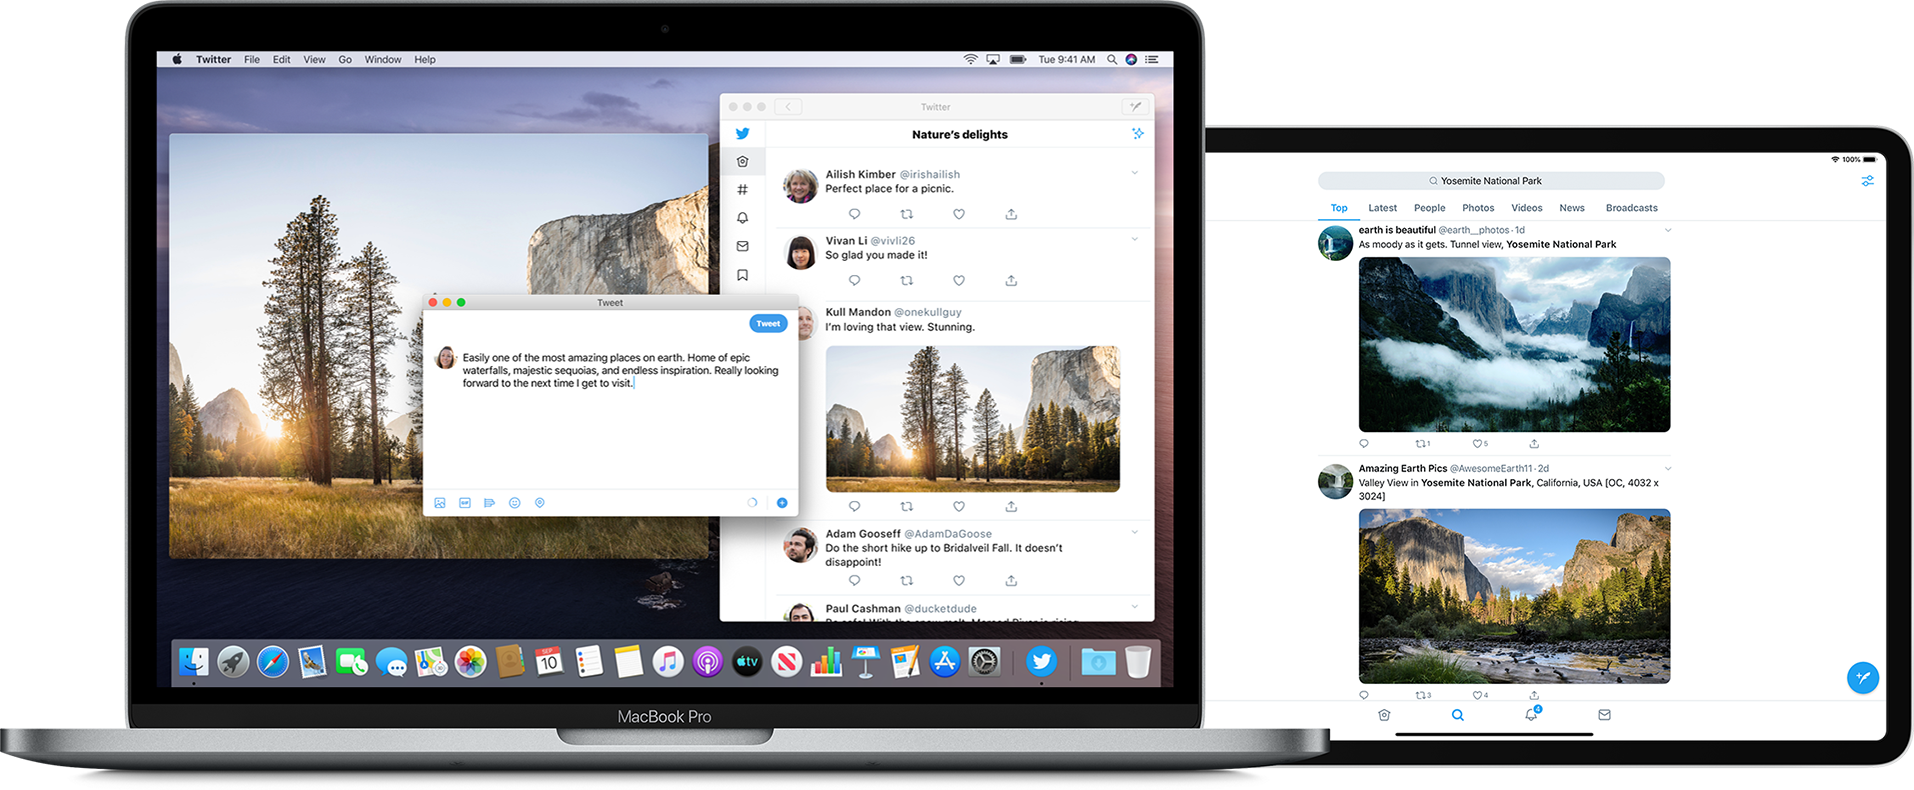 Twitter File Edit View Go Window Help
Tue 9:41 AM
Twitter
Nature's delights
Ailish Kimber @irishailish
Perfect place for a picnic.
Vivan Li @vivli26
So glad you made it!
Kull Mandon @onekullguy
I'm loving that view. Stunning.
Adam Gooseff @AdamDaGoose
Do the short hike up to Bridalveil Fall. It doesn't
disappoint!
Paul Cashman @ducketdude
Tweet
Tweet
Easily one of the most amazing places on earth. Home of epic
waterfalls, majestic sequoias, and endless inspiration. Really looking
forward to the next time I get to visit.
GIF
SEP
10
tv
MacBook Pro
100%
Yosemite National Park
Top Latest People Photos Videos News Broadcasts
earth is beautiful @earth__photos · 1d
As moody as it gets. Tunnel view, Yosemite National Park
1 5
Amazing Earth Pics @AwesomeEarth11 · 2d
Valley View in Yosemite National Park, California, USA [OC, 4032 x
3024]
3 4
4